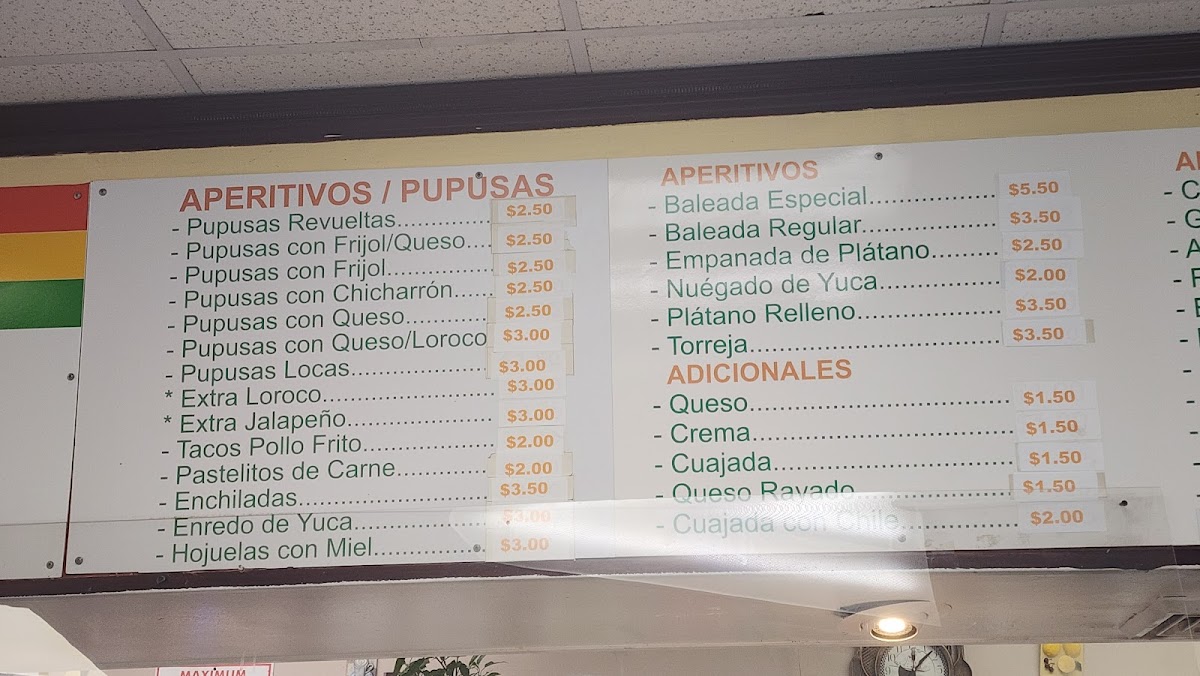 APERITIVOS / PUPUSAS
- Pupusas Revueltas.......... $2.50
- Pupusas con Frijol/Queso.... $2.50
- Pupusas con Frijol............... $2.50
- Pupusas con Chicharrón...... $2.50
- Pupusas con Queso............ $2.50
- Pupusas con Queso/Loroco $3.00
- Pupusas Locas.................... $3.00
* Extra Loroco........................ $3.00
* Extra Jalapeño..................... $3.00
- Tacos Pollo Frito................... $2.00
- Pastelitos de Carne.............. $2.00
- Enchiladas........................... $3.50
- Enredo de Yuca................... $3.00
- Hojuelas con Miel................ $3.00
APERITIVOS
- Baleada Especial................. $5.50
- Baleada Regular.................. $3.50
- Empanada de Plátano......... $2.50
- Nuégado de Yuca................ $2.00
- Plátano Relleno................... $3.50
- Torreja................................. $3.50
ADICIONALES
- Queso.................................. $1.50
- Crema.................................. $1.50
- Cuajada............................... $1.50
- Queso Rayado.................... $1.50
- Cuajada con Chile............... $2.00
MAXIMUM